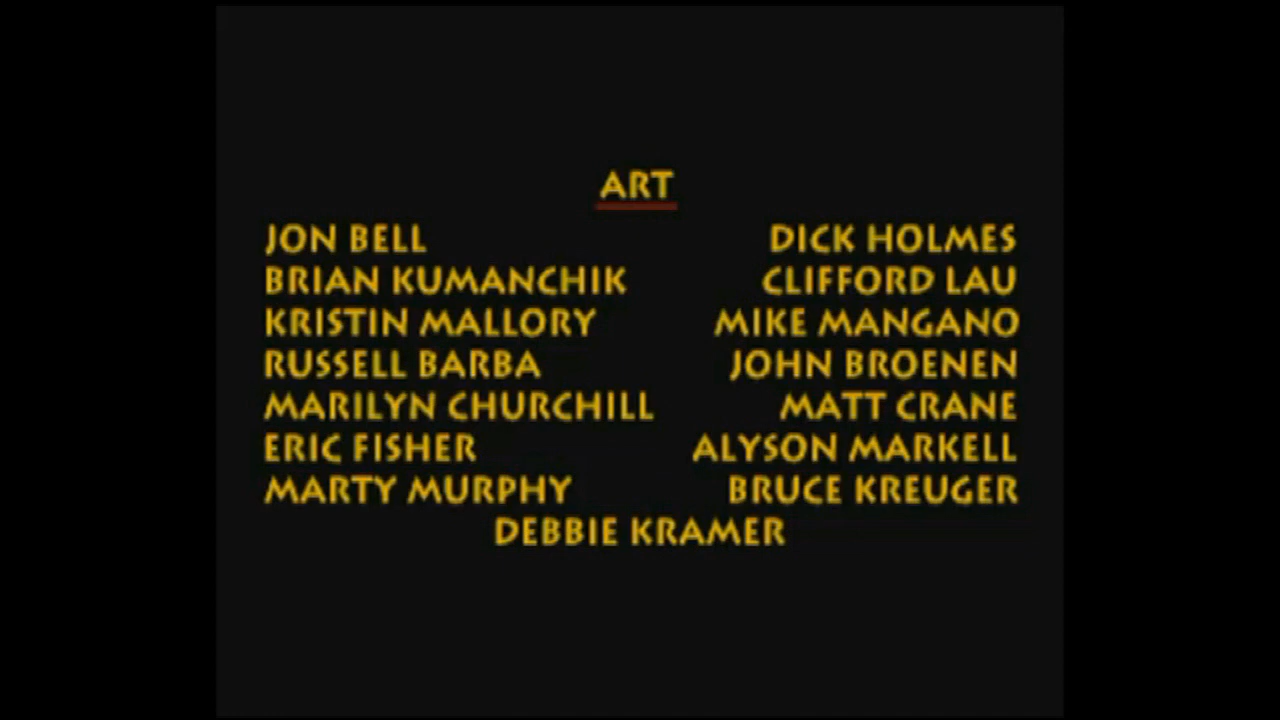 ART
JON BELL DICK HOLMES
BRIAN KUMANCHIK CLIFFORD LAU
KRISTIN MALLORY MIKE MANGANO
RUSSELL BARBA JOHN BROENEN
MARILYN CHURCHILL MATT CRANE
ERIC FISHER ALYSON MARKELL
MARTY MURPHY BRUCE KREUGER
DEBBIE KRAMER